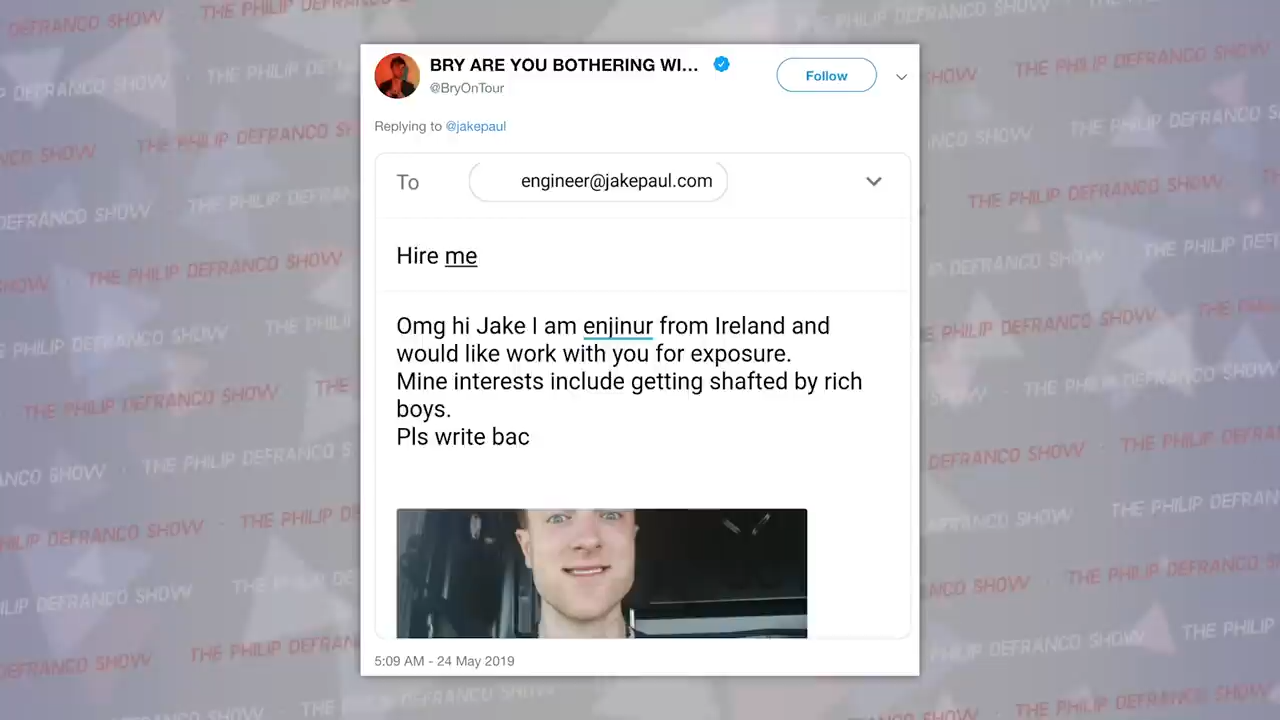 BRY ARE YOU BOTHERING WI...
Follow
@BryOnTour
Replying to @jakepaul
To engineer@jakepaul.com
Hire me
Omg hi Jake I am enjinur from Ireland and
would like work with you for exposure.
Mine interests include getting shafted by rich
boys.
Pls write bac
5:09 AM - 24 May 2019
THE PHILIP DEFRANCO SHOW